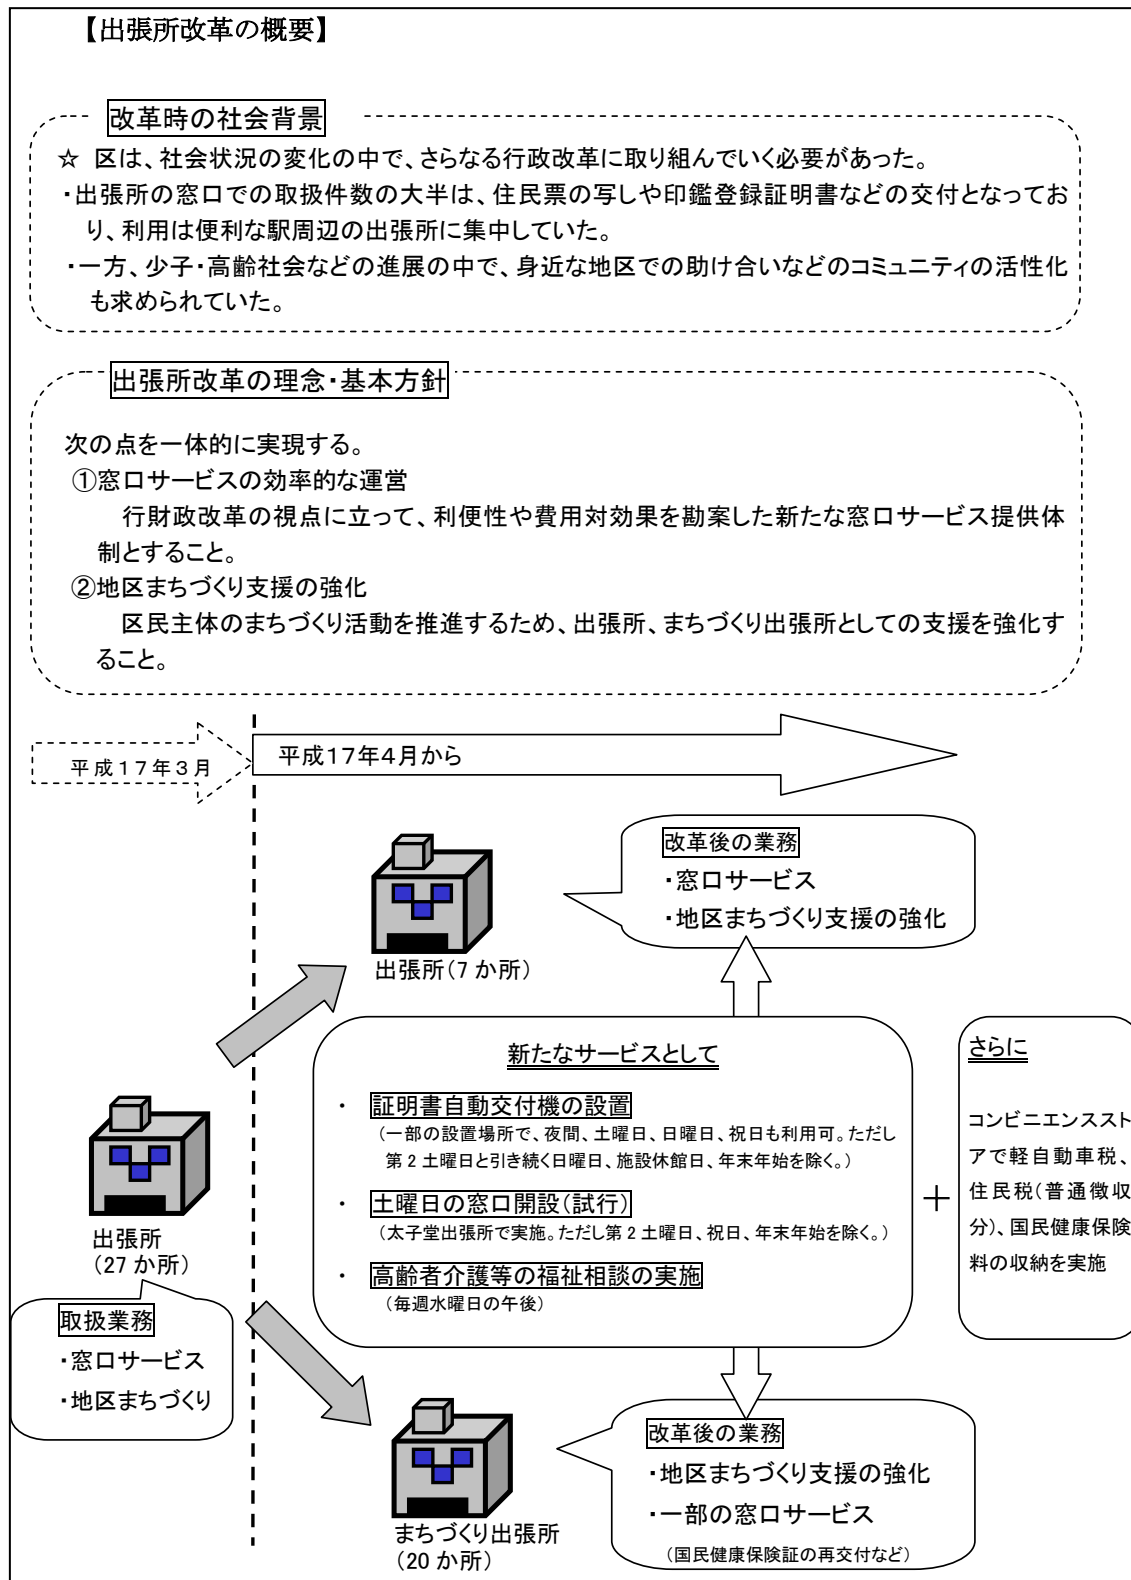 【出張所改革の概要】
改革時の社会背景
☆ 区は、社会状況の変化の中で、さらなる行政改革に取り組んでいく必要があった。
・出張所の窓口での取扱件数の大半は、住民票の写しや印鑑登録証明書などの交付となってお
り、利用は便利な駅周辺の出張所に集中していた。
・一方、少子・高齢社会などの進展の中で、身近な地区での助け合いなどのコミュニティの活性化
も求められていた。
出張所改革の理念・基本方針
次の点を一体的に実現する。
①窓口サービスの効率的な運営
行財政改革の視点に立って、利便性や費用対効果を勘案した新たな窓口サービス提供体
制とすること。
②地区まちづくり支援の強化
区民主体のまちづくり活動を推進するため、出張所、まちづくり出張所としての支援を強化す
ること。
平成17年3月
平成17年4月から
改革後の業務
・窓口サービス
・地区まちづくり支援の強化
出張所(7か所)
新たなサービスとして
・ 証明書自動交付機の設置
(一部の設置場所で、夜間、土曜日、日曜日、祝日も利用可。ただし
第2土曜日と引き続く日曜日、施設休館日、年末年始を除く。)
・ 土曜日の窓口開設(試行)
(太子堂出張所で実施。ただし第2土曜日、祝日、年末年始を除く。)
・ 高齢者介護等の福祉相談の実施
(毎週水曜日の午後)
+
さらに
コンビニエンススト
アで軽自動車税、
住民税(普通徴収
分)、国民健康保険
料の収納を実施
出張所
(27か所)
取扱業務
・窓口サービス
・地区まちづくり
まちづくり出張所
(20か所)
改革後の業務
・地区まちづくり支援の強化
・一部の窓口サービス
(国民健康保険証の再交付など)